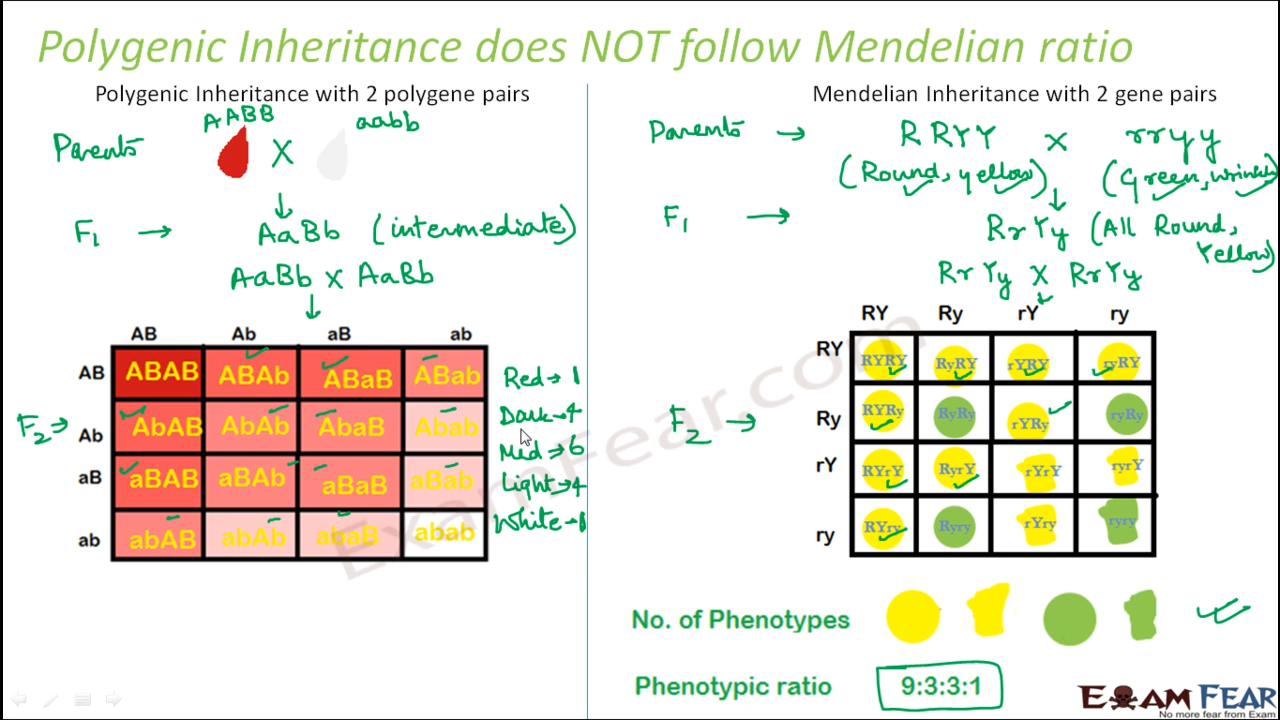 Polygenic Inheritance does NOT follow Mendelian ratio
Polygenic Inheritance with 2 polygene pairs
AABB
aabb
Parents
X
F1 → AaBb (intermediate)
AaBb x AaBb
AB Ab aB ab
AB ABAB ABAb ABaB ABab
F2 → Ab AbAB AbAb AbaB Abab
aB aBAB aBAb aBaB aBab
ab abAB abAb abaB abab
Red → 1
Dark → 4
Med → 6
Light → 4
White → 1
Mendelian Inheritance with 2 gene pairs
Parents → RRYY x rryy
(Round, yellow) (Green, wrinkle)
F1 → RrYy (All Round,
Yellow)
RrYy X RrYy
RY Ry rY ry
RY RYRY RyRY rYRY ryRY
F2 → Ry RYRy RyRy rYRy ryRy
rY RYrY RyrY rYrY ryrY
ry RYry Ryry rYry ryry
No. of Phenotypes
Phenotypic ratio 9:3:3:1
ExamFear.com
EXAM FEAR
No more fear from Exam